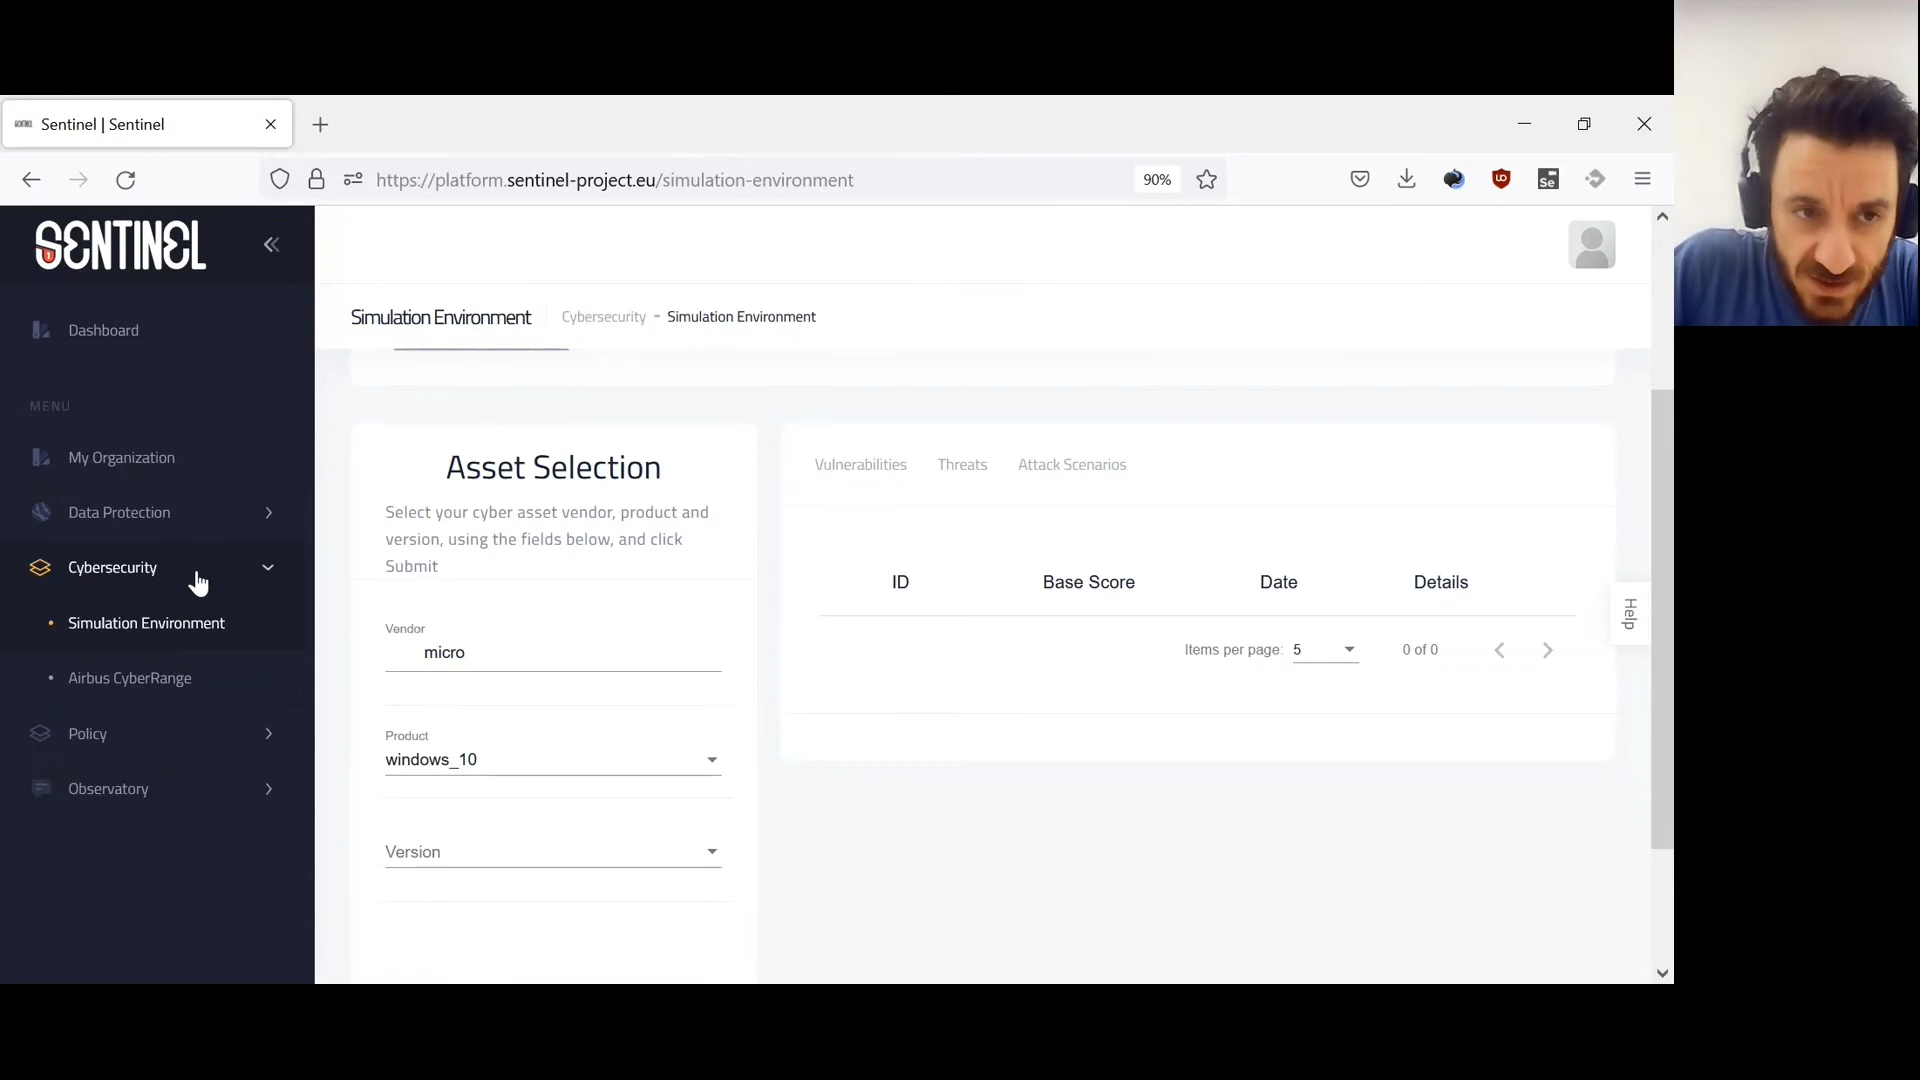 Sentinel | Sentinel
https://platform.sentinel-project.eu/simulation-environment
90%
Se
SENTINEL
Dashboard
MENU
My Organization
Data Protection
Cybersecurity
Simulation Environment
Airbus CyberRange
Policy
Observatory
Simulation Environment
Cybersecurity - Simulation Environment
Asset Selection
Select your cyber asset vendor, product and
version, using the fields below, and click
Submit
Vendor
micro
Product
windows_10
Version
Vulnerabilities Threats Attack Scenarios
ID Base Score Date Details
Items per page: 5 0 of 0
Help